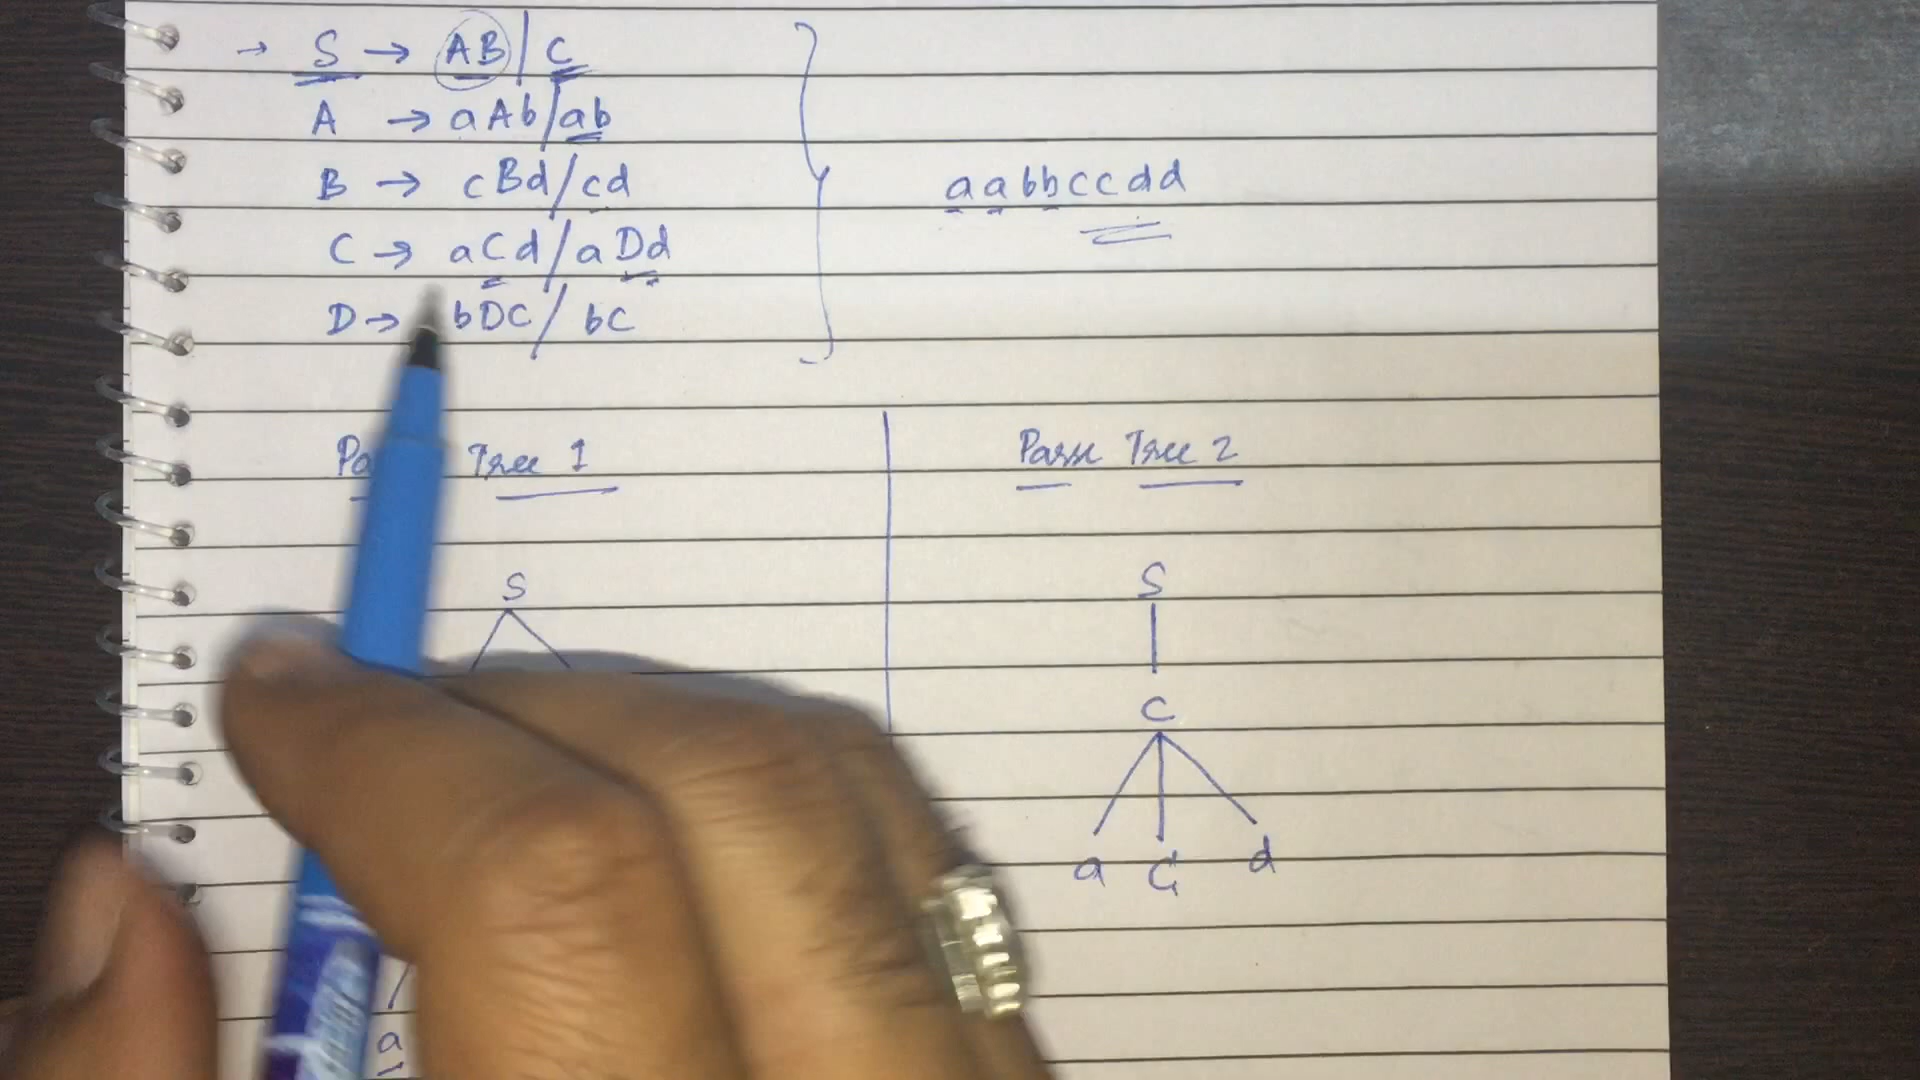 → S → AB | C
A → aAb / ab
B → cBd / cd
aabbccdd
C → aCd / aDd
D → bDC / bC
Tree 1
Parse Tree 2
S
S
C
a C d
a